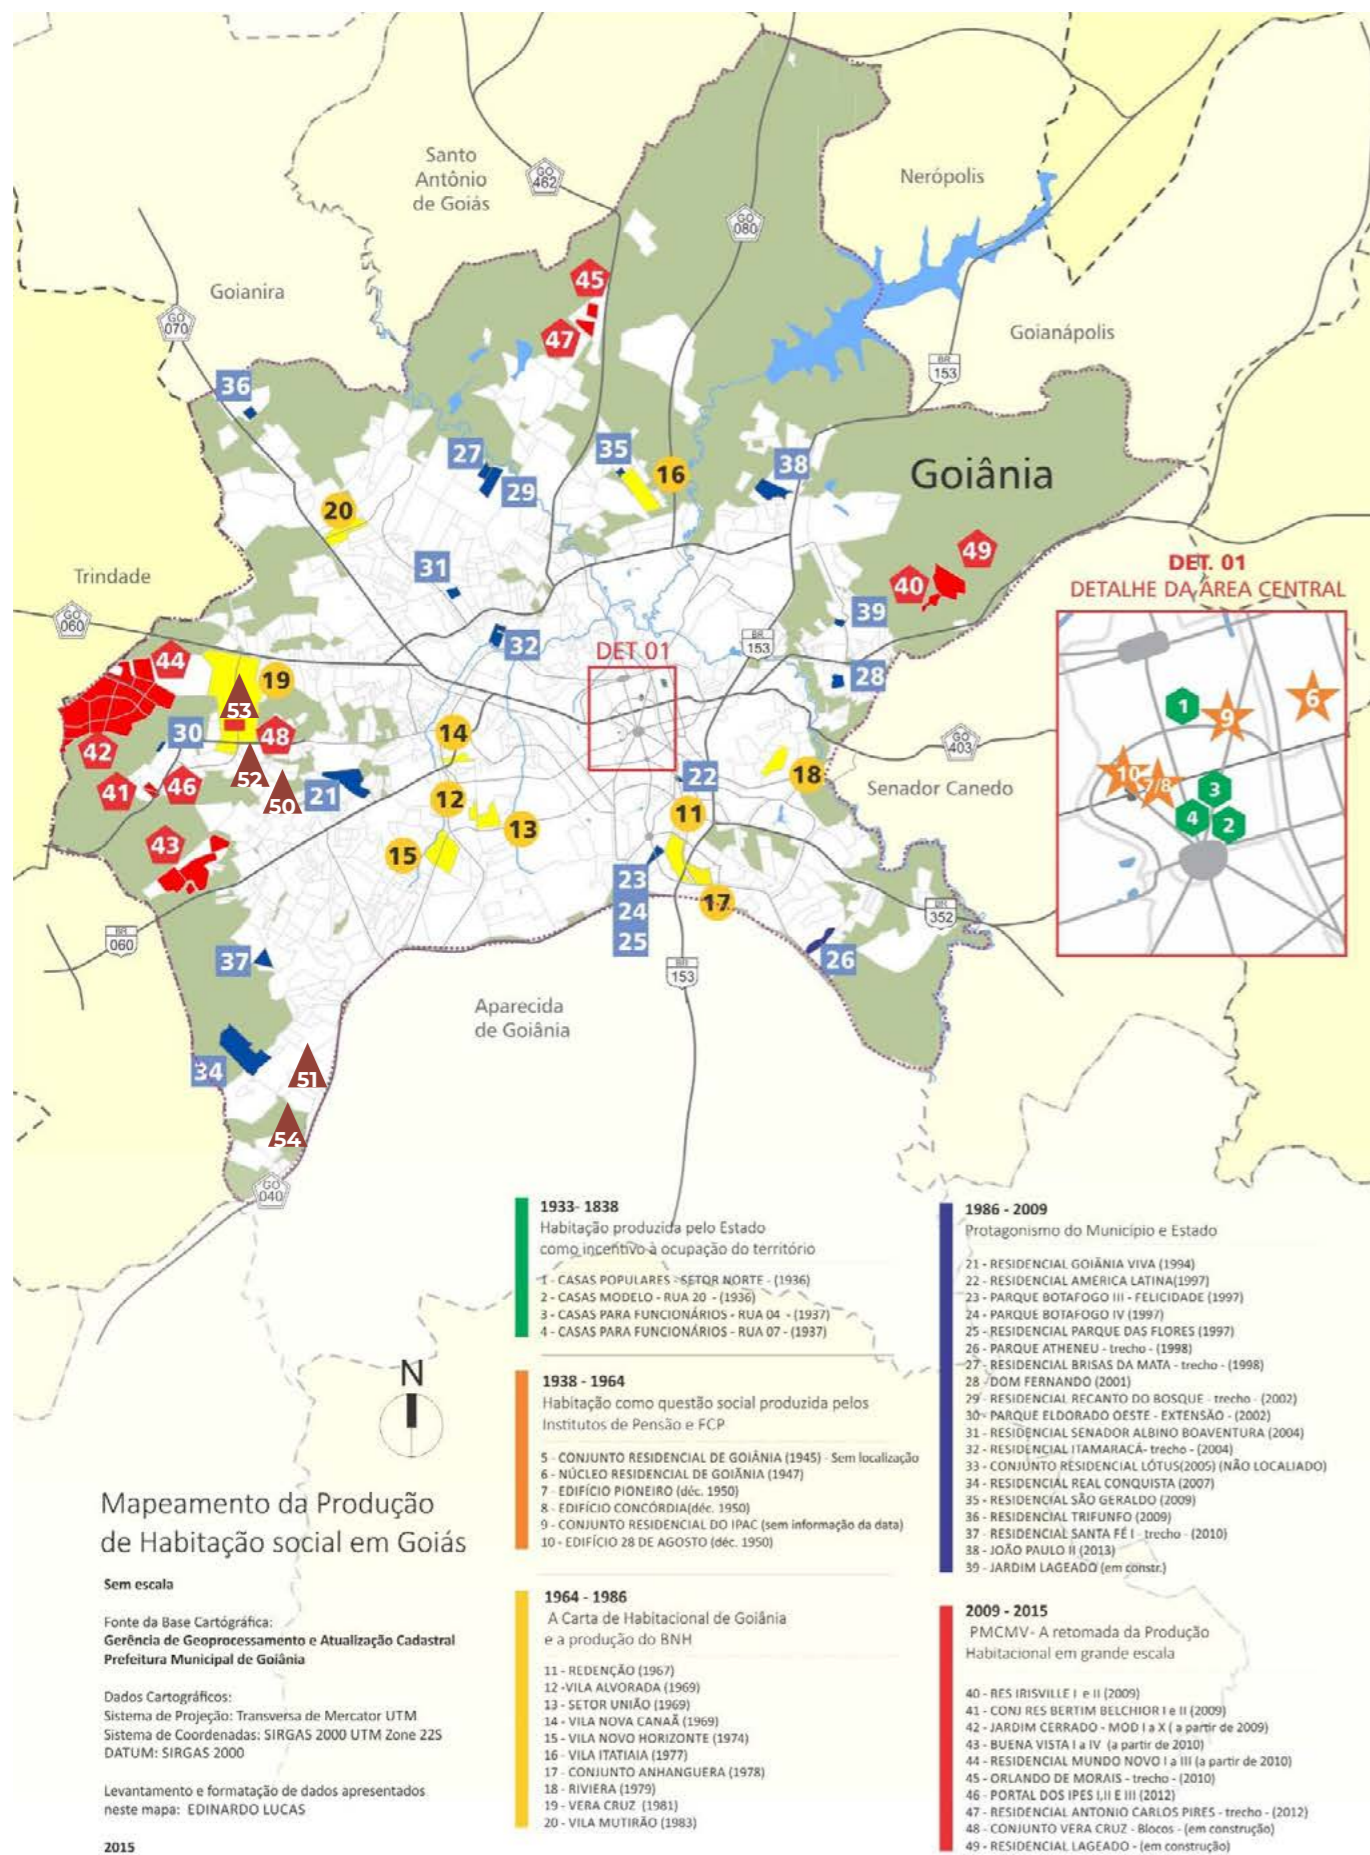 Santo
Antônio
de Goiás
GO
462
GO
080
Nerópolis
Goianira
GO
070
45
47
Goianápolis
BR
153
36
27
29
35
16
38
Goiânia
20
31
49
40
Trindade
GO
060
32
DET 01
BR
153
39
28
DET. 01
DETALHE DA ÁREA CENTRAL
1
9
6
10
7/8
3
4
2
44
19
53
48
30
42
52
50
41
46
21
14
12
13
15
22
11
18
GO
403
Senador Canedo
43
23
24
25
17
BR
352
26
BR
060
37
BR
153
Aparecida
de Goiânia
34
51
54
GO
040
1933- 1838
Habitação produzida pelo Estado
como incentivo à ocupação do território
1 - CASAS POPULARES - SETOR NORTE - (1936)
2 - CASAS MODELO - RUA 20 - (1936)
3 - CASAS PARA FUNCIONÁRIOS - RUA 04 - (1937)
4 - CASAS PARA FUNCIONÁRIOS - RUA 07 - (1937)
1938 - 1964
Habitação como questão social produzida pelos
Institutos de Pensão e FCP
5 - CONJUNTO RESIDENCIAL DE GOIÂNIA (1945) - Sem localização
6 - NÚCLEO RESIDENCIAL DE GOIÂNIA (1947)
7 - EDIFÍCIO PIONEIRO (déc. 1950)
8 - EDIFÍCIO CONCÓRDIA(déc. 1950)
9 - CONJUNTO RESIDENCIAL DO IPAC (sem informação da data)
10 - EDIFÍCIO 28 DE AGOSTO (déc. 1950)
1964 - 1986
A Carta de Habitacional de Goiânia
e a produção do BNH
11 - REDENÇÃO (1967)
12 -VILA ALVORADA (1969)
13 - SETOR UNIÃO (1969)
14 - VILA NOVA CANAÃ (1969)
15 - VILA NOVO HORIZONTE (1974)
16 - VILA ITATIAIA (1977)
17 - CONJUNTO ANHANGUERA (1978)
18 - RIVIERA (1979)
19 - VERA CRUZ (1981)
20 - VILA MUTIRÃO (1983)
1986 - 2009
Protagonismo do Município e Estado
21 - RESIDENCIAL GOIÂNIA VIVA (1994)
22 - RESIDENCIAL AMERICA LATINA(1997)
23 - PARQUE BOTAFOGO III - FELICIDADE (1997)
24 - PARQUE BOTAFOGO IV (1997)
25 - RESIDENCIAL PARQUE DAS FLORES (1997)
26 - PARQUE ATHENEU - trecho - (1998)
27 - RESIDENCIAL BRISAS DA MATA - trecho - (1998)
28 - DOM FERNANDO (2001)
29 - RESIDENCIAL RECANTO DO BOSQUE - trecho - (2002)
30 - PARQUE ELDORADO OESTE - EXTENSÃO - (2002)
31 - RESIDENCIAL SENADOR ALBINO BOAVENTURA (2004)
32 - RESIDENCIAL ITAMARACÁ- trecho - (2004)
33 - CONJUNTO RESIDENCIAL LÓTUS(2005) (NÃO LOCALIADO)
34 - RESIDENCIAL REAL CONQUISTA (2007)
35 - RESIDENCIAL SÃO GERALDO (2009)
36 - RESIDENCIAL TRIFUNFO (2009)
37 - RESIDENCIAL SANTA FÉ I - trecho - (2010)
38 - JOÃO PAULO II (2013)
39 - JARDIM LAGEADO (em constr.)
2009 - 2015
PMCMV- A retomada da Produção
Habitacional em grande escala
40 - RES IRISVILLE I e II (2009)
41 - CONJ RES BERTIM BELCHIOR I e II (2009)
42 - JARDIM CERRADO - MOD I a X ( a partir de 2009)
43 - BUENA VISTA I a IV (a partir de 2010)
44 - RESIDENCIAL MUNDO NOVO I a III (a partir de 2010)
45 - ORLANDO DE MORAIS - trecho - (2010)
46 - PORTAL DOS IPES I,II E III (2012)
47 - RESIDENCIAL ANTONIO CARLOS PIRES - trecho - (2012)
48 - CONJUNTO VERA CRUZ - Blocos - (em construção)
49 - RESIDENCIAL LAGEADO - (em construção)
N
Mapeamento da Produção
de Habitação social em Goiás
Sem escala
Fonte da Base Cartográfica:
Gerência de Geoprocessamento e Atualização Cadastral
Prefeitura Municipal de Goiânia
Dados Cartográficos:
Sistema de Projeção: Transversa de Mercator UTM
Sistema de Coordenadas: SIRGAS 2000 UTM Zone 22S
DATUM: SIRGAS 2000
Levantamento e formatação de dados apresentados
neste mapa: EDINARDO LUCAS
2015